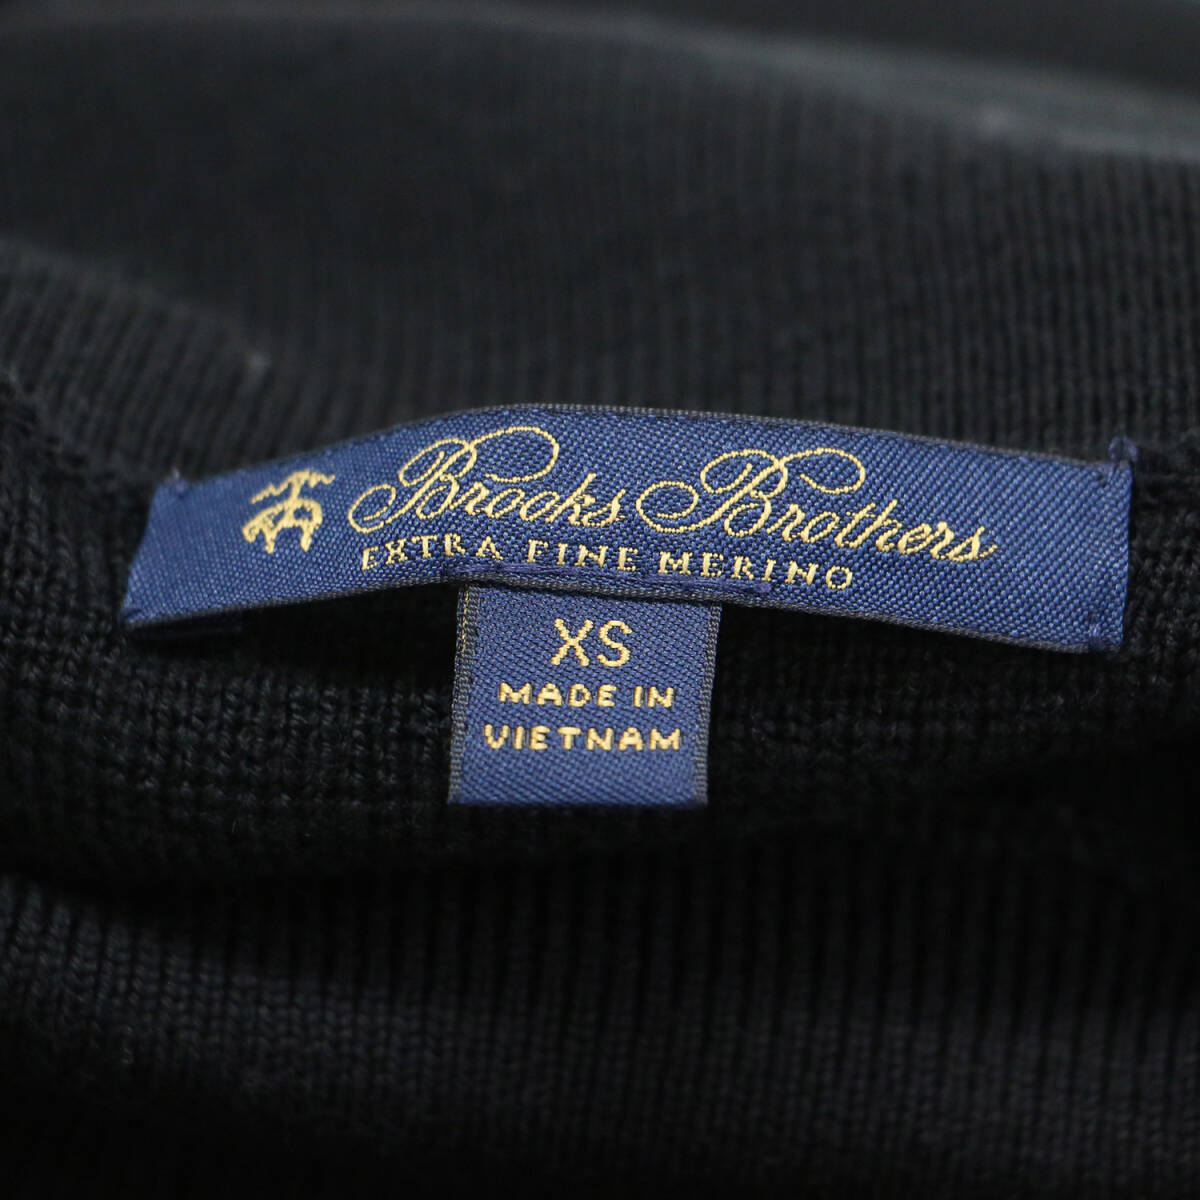 Brooks Brothers
EXTRA FINE MERINO
XS
MADE IN
VIETNAM